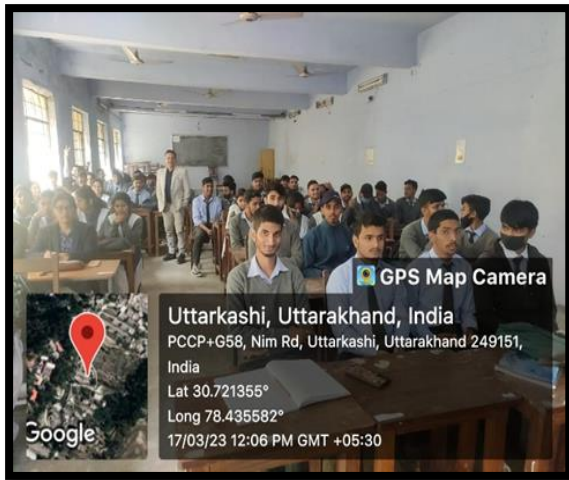 GPS Map Camera
Uttarkashi, Uttarakhand, India
PCCP+G58, Nim Rd, Uttarkashi, Uttarakhand 249151,
India
Lat 30.721355°
Long 78.435582°
17/03/23 12:06 PM GMT +05:30
Google